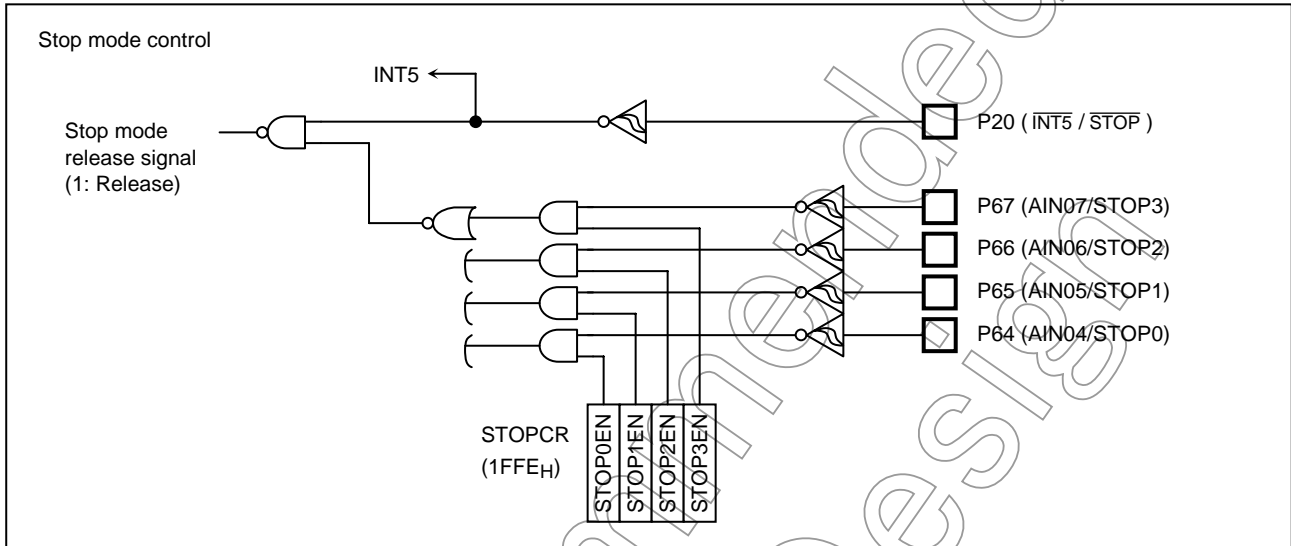 Stop mode control
INT5
P20 ( INT5 / STOP )
Stop mode
release signal
(1: Release)
P67 (AIN07/STOP3)
P66 (AIN06/STOP2)
P65 (AIN05/STOP1)
P64 (AIN04/STOP0)
STOPCR
(1FFEH)
STOP0EN
STOP1EN
STOP2EN
STOP3EN